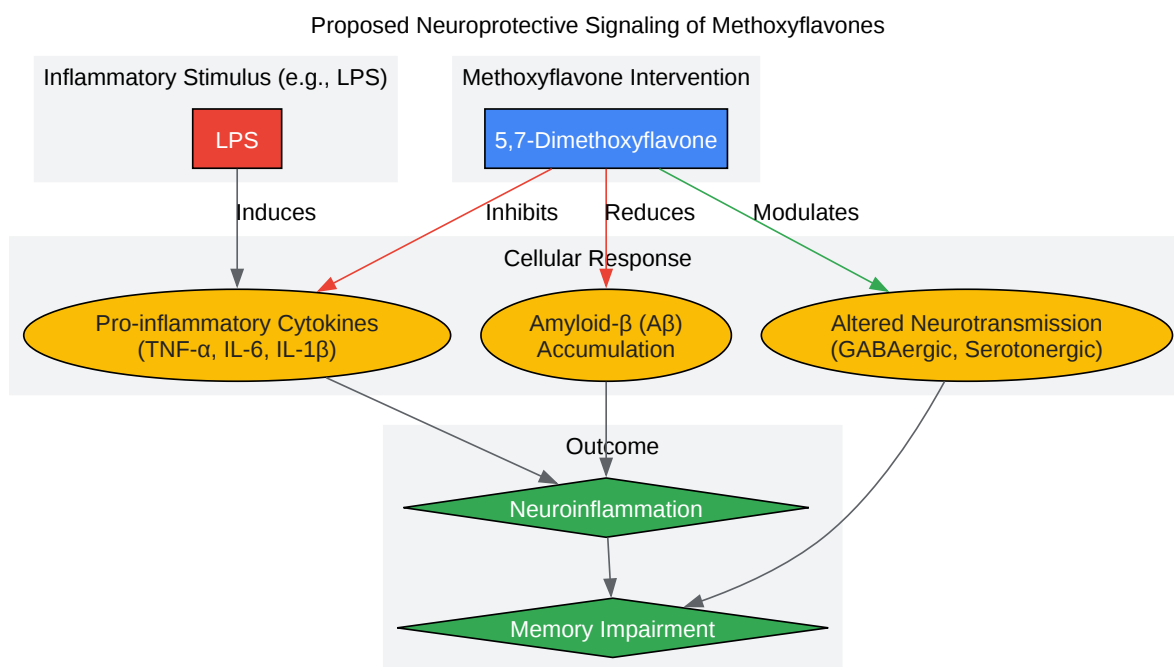 Proposed Neuroprotective Signaling of Methoxyflavones
Inflammatory Stimulus (e.g., LPS)
Methoxyflavone Intervention
LPS
5,7-Dimethoxyflavone
Induces
Inhibits
Reduces
Modulates
Cellular Response
Pro-inflammatory Cytokines
(TNF-α, IL-6, IL-1β)
Amyloid-β (Aβ)
Accumulation
Altered Neurotransmission
(GABAergic, Serotonergic)
Outcome
Neuroinflammation
Memory Impairment